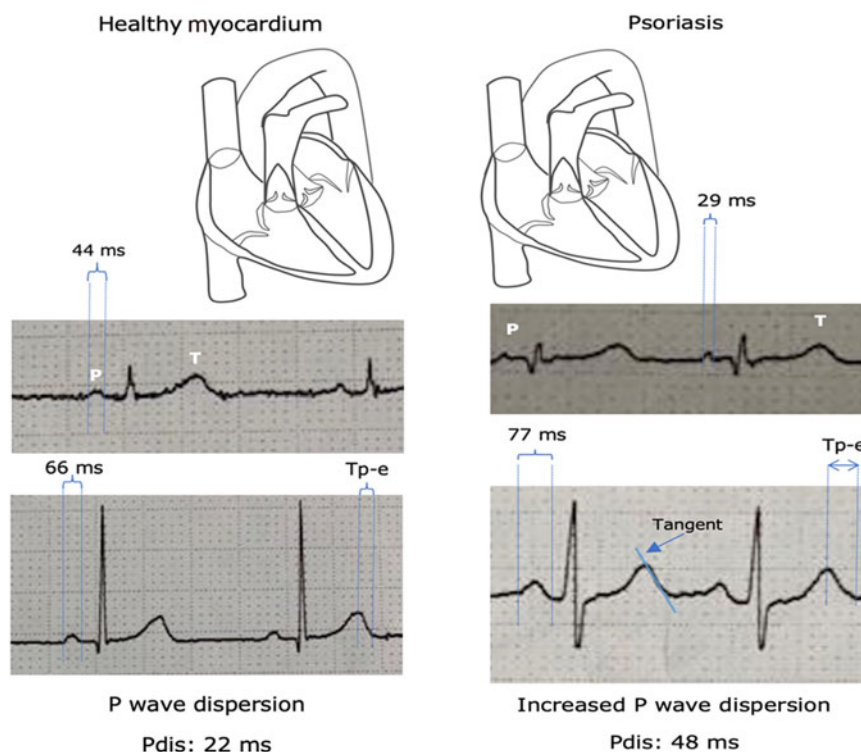 Healthy myocardium
44 ms
P
T
66 ms
Tp-e
P wave dispersion
Pdis: 22 ms
Psoriasis
29 ms
P
T
77 ms
Tp-e
Tangent
Increased P wave dispersion
Pdis: 48 ms